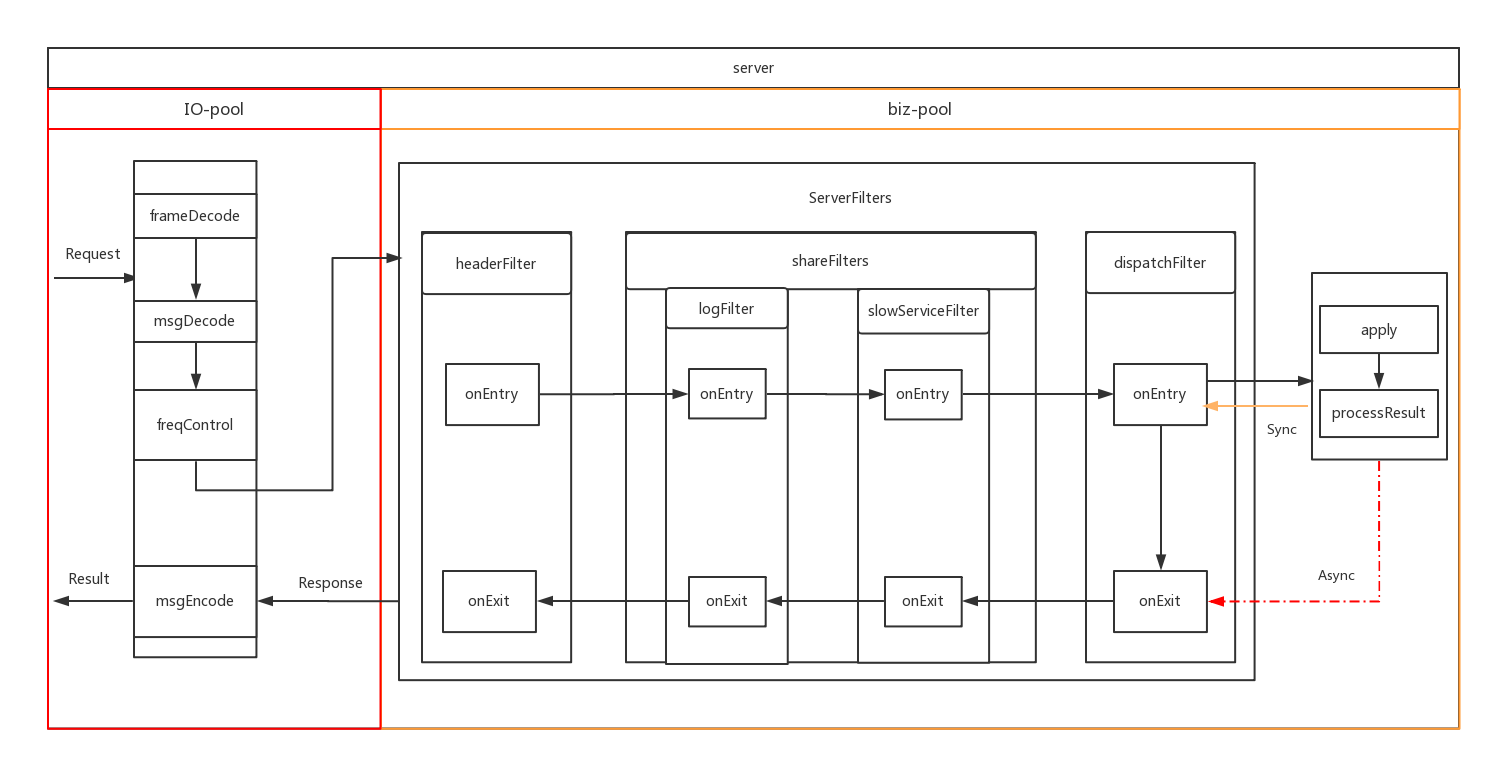 server
IO-pool
biz-pool
frameDecode
Request
msgDecode
freqControl
Result
msgEncode
Response
ServerFilters
headerFilter
shareFilters
dispatchFilter
logFilter
slowServiceFilter
onEntry
onEntry
onEntry
onEntry
apply
processResult
Sync
Async
onExit
onExit
onExit
onExit